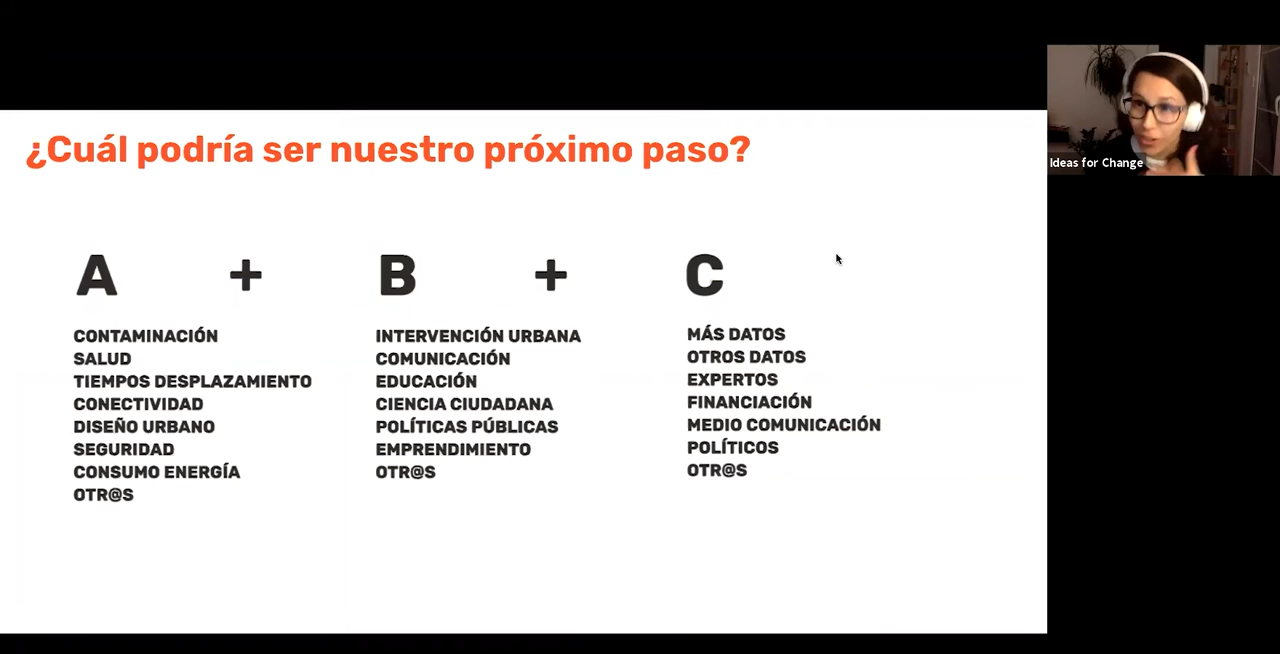 ¿Cuál podría ser nuestro próximo paso?
Ideas for Change
A + B + C
CONTAMINACIÓN
SALUD
TIEMPOS DESPLAZAMIENTO
CONECTIVIDAD
DISEÑO URBANO
SEGURIDAD
CONSUMO ENERGÍA
OTR@S
INTERVENCIÓN URBANA
COMUNICACIÓN
EDUCACIÓN
CIENCIA CIUDADANA
POLÍTICAS PÚBLICAS
EMPRENDIMIENTO
OTR@S
MÁS DATOS
OTROS DATOS
EXPERTOS
FINANCIACIÓN
MEDIO COMUNICACIÓN
POLÍTICOS
OTR@S